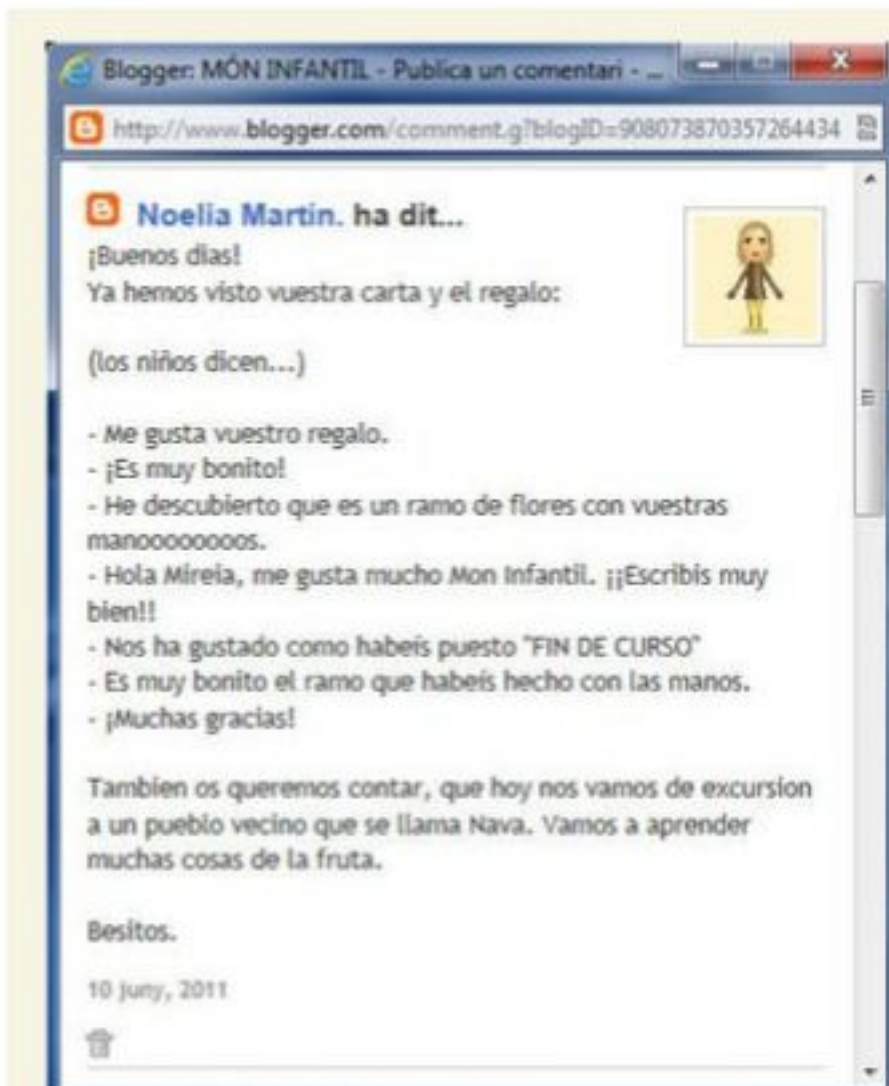 Blogger: MÓN INFANTIL - Publica un comentari - ...
http://www.blogger.com/comment.g?blogID=908073870357264434
Noelia Martin. ha dit...
¡Buenos dias!
Ya hemos visto vuestra carta y el regalo:
(los niños dicen...)
- Me gusta vuestro regalo.
- ¡Es muy bonito!
- He descubierto que es un ramo de flores con vuestras
manooooooooos.
- Hola Mireia, me gusta mucho Mon Infantil. ¡¡Escribis muy
bien!!
- Nos ha gustado como habeís puesto "FIN DE CURSO"
- Es muy bonito el ramo que habeís hecho con las manos.
- ¡Muchas gracias!
Tambien os queremos contar, que hoy nos vamos de excursion
a un pueblo vecino que se llama Nava. Vamos a aprender
muchas cosas de la fruta.
Besitos.
10 juny, 2011